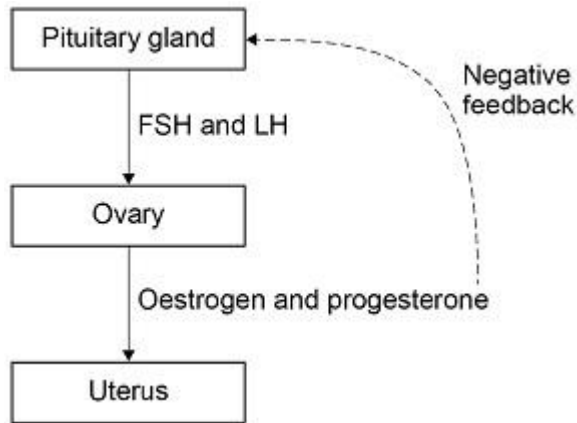 Pituitary gland
Negative
feedback
FSH and LH
Ovary
Oestrogen and progesterone
Uterus